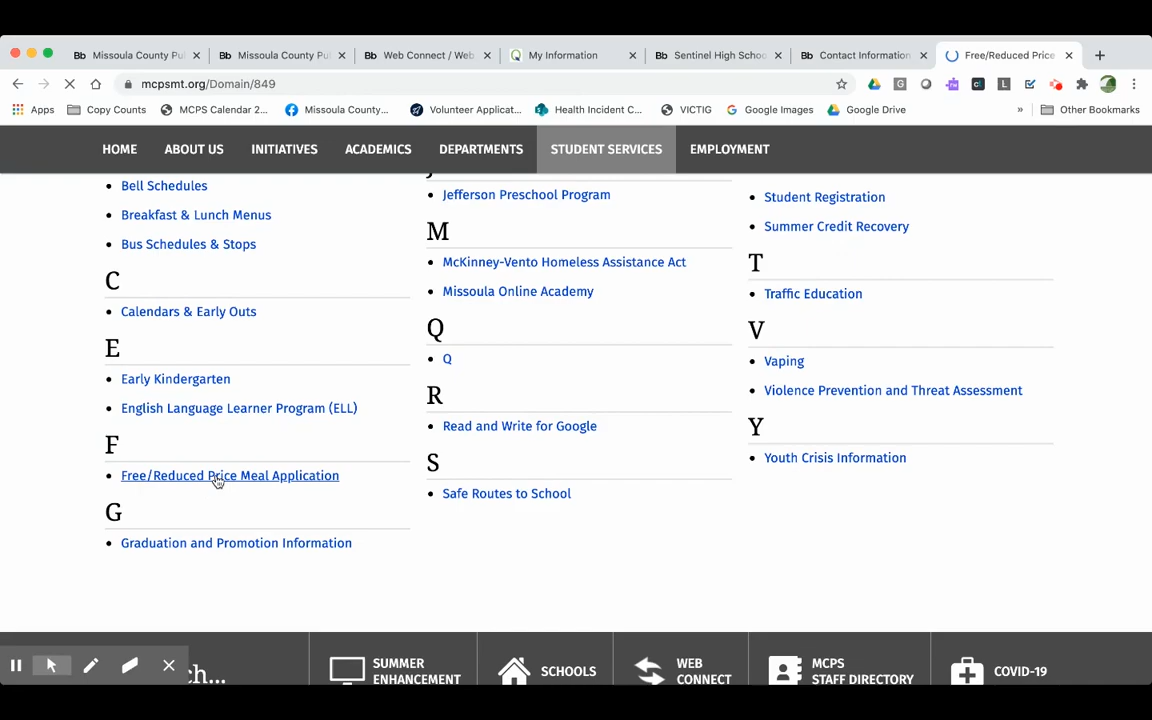 Missoula County Pu
Missoula County Pu
Web Connect / Web
My Information
Sentinel High Schoo
Contact Information
Free/Reduced Price
mcpsmt.org/Domain/849
Apps
Copy Counts
MCPS Calendar 2...
Missoula County...
Volunteer Applicat...
Health Incident C...
VICTIG
Google Images
Google Drive
»
Other Bookmarks
HOME
ABOUT US
INITIATIVES
ACADEMICS
DEPARTMENTS
STUDENT SERVICES
EMPLOYMENT
Bell Schedules
Breakfast & Lunch Menus
Bus Schedules & Stops
C
Calendars & Early Outs
E
Early Kindergarten
English Language Learner Program (ELL)
F
Free/Reduced Price Meal Application
G
Graduation and Promotion Information
Jefferson Preschool Program
M
McKinney-Vento Homeless Assistance Act
Missoula Online Academy
Q
Q
R
Read and Write for Google
S
Safe Routes to School
Student Registration
Summer Credit Recovery
T
Traffic Education
V
Vaping
Violence Prevention and Threat Assessment
Y
Youth Crisis Information
ch...
SUMMER
ENHANCEMENT
SCHOOLS
WEB
CONNECT
MCPS
STAFF DIRECTORY
COVID-19